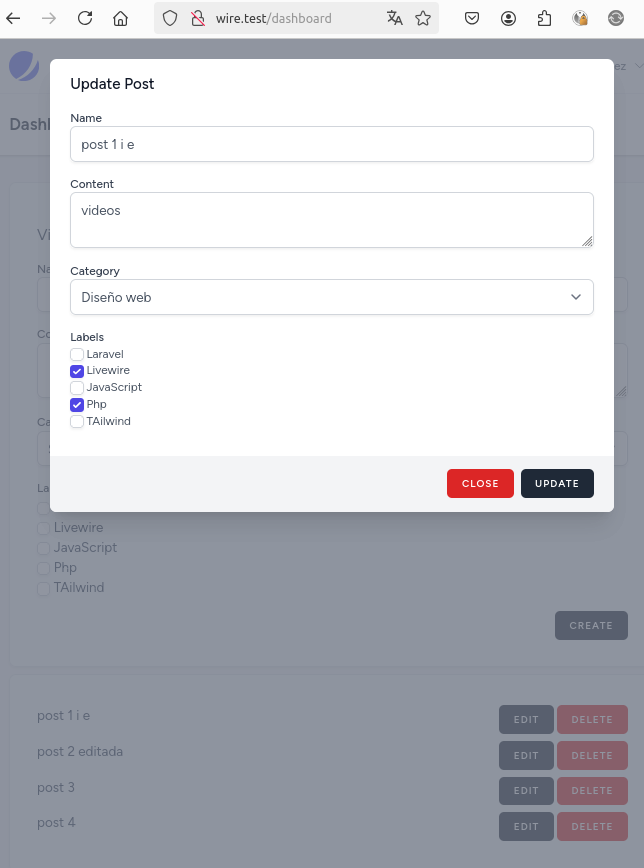 wire.test/dashboard
ez
Update Post
Dashl
Name
post 1 i e
Content
videos
Vi
Na
Category
Diseño web
Co
Labels
Laravel
Livewire
JavaScript
Php
TAilwind
Ca
CLOSE
UPDATE
La
Livewire
JavaScript
Php
TAilwind
CREATE
post 1 i e
EDIT
DELETE
post 2 editada
EDIT
DELETE
post 3
EDIT
DELETE
post 4
EDIT
DELETE